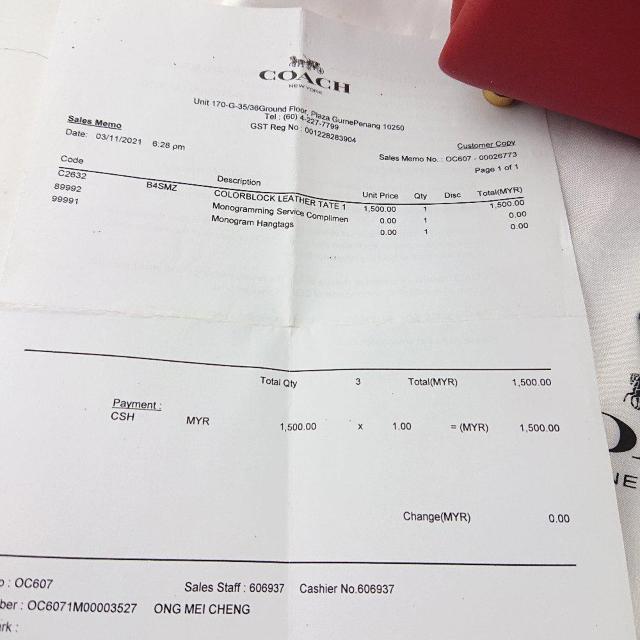 COACH
NEW YORK
Unit 170-G-35/36Ground Floor, Plaza GurnePenang 10250
Tel : (60) 4-227-7799
GST Reg No : 001228283904
Sales Memo
Customer Copy
Date: 03/11/2021 6:28 pm
Sales Memo No. : OC607 - 00026773
Page 1 of 1
Code Description Unit Price Qty Disc Total(MYR)
C2632 B4SMZ COLORBLOCK LEATHER TATE 1 1,500.00 1 1,500.00
89992 Monogramming Service Complimen 0.00 1 0.00
99991 Monogram Hangtags 0.00 1 0.00
Total Qty 3 Total(MYR) 1,500.00
Payment :
CSH MYR 1,500.00 x 1.00 = (MYR) 1,500.00
Change(MYR) 0.00
: OC607 Sales Staff : 606937 Cashier No.606937
: OC6071M00003527 ONG MEI CHENG